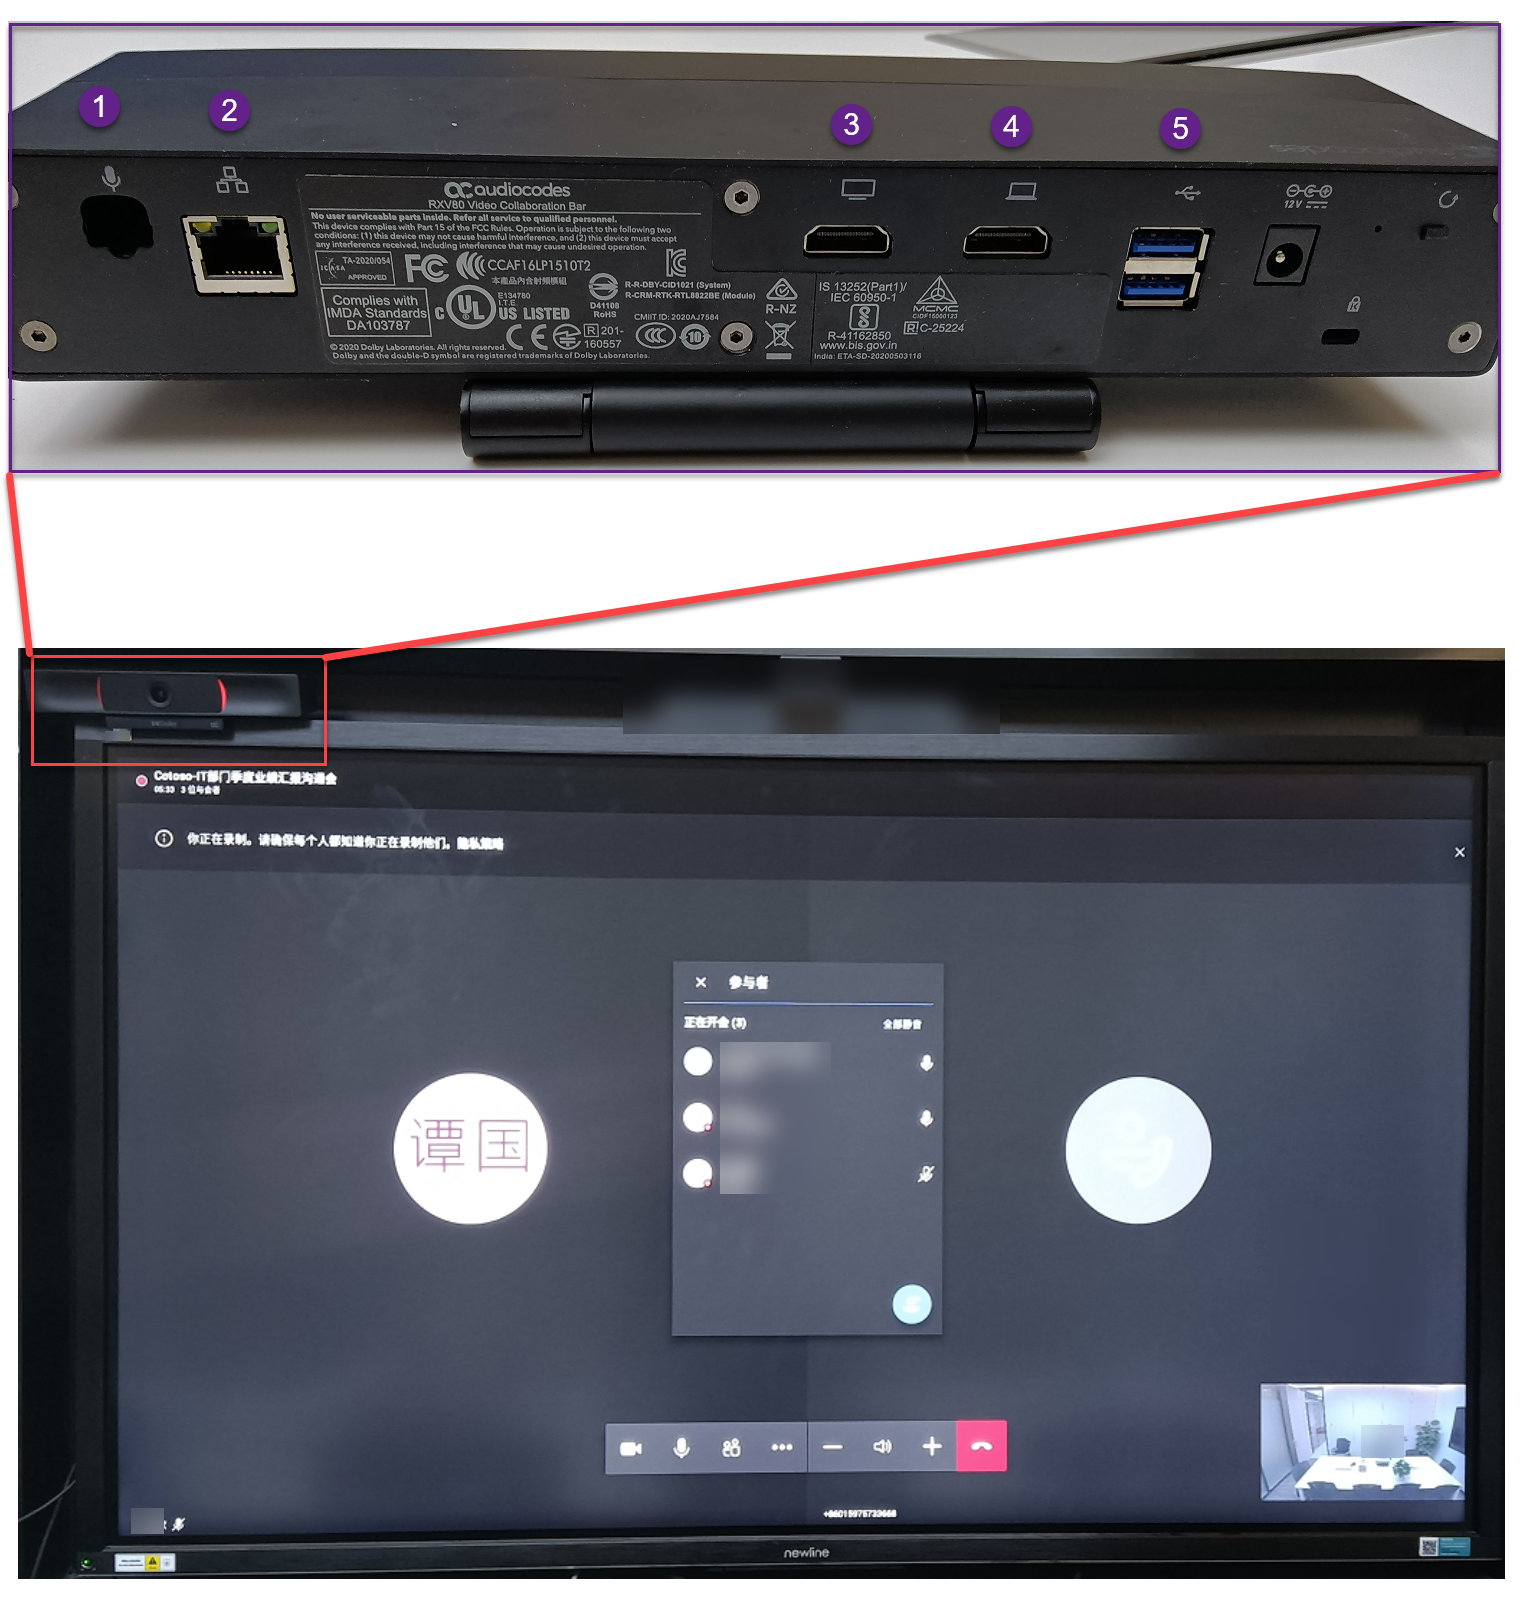 1
2
3
4
5
audiocodes
RXV80 Video Collaboration Bar
No user serviceable parts inside. Refer all service to qualified personnel.
This device complies with Part 15 of the FCC Rules. Operation is subject to the following two
conditions: (1) this device may not cause harmful interference, and (2) this device must accept
any interference received, including interference that may cause undesired operation.
ICASA
TA-2020/054
APPROVED
FC
CCAF16LP1510T2
本產品內含射頻模組
Complies with
IMDA Standards
DA103787
C UL US LISTED
E134780
I.T.E.
D41108
RoHS
R-R-DBY-CID1021 (System)
R-CRM-RTK-RTL8822BE (Module)
CMIIT ID: 2020AJ7584
CE
R 201-
160557
CCC
10
R-NZ
© 2020 Dolby Laboratories. All rights reserved.
Dolby and the double-D symbol are registered trademarks of Dolby Laboratories.
IS 13252(Part1)/
IEC 60950-1
R-41162850
www.bis.gov.in
India: ETA-SD-20200503116
MCMC
CIDF15000123
R C-25224
12V
Cotoso-IT部门季度业绩汇报沟通会
05:33 3 位与会者
你正在录制。请确保每个人都知道你正在录制他们。隐私策略
参与者
正在开会 (3)
全部静音
谭国
+8601597573366
newline